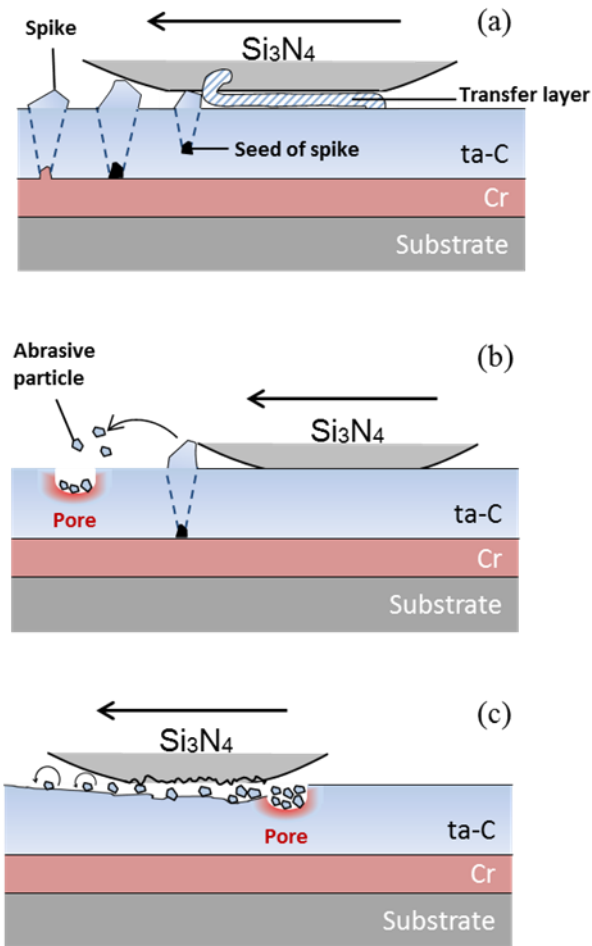 (a)
Spike
Si₃N₄
Transfer layer
Seed of spike
ta-C
Cr
Substrate
(b)
Abrasive
particle
Si₃N₄
Pore
ta-C
Cr
Substrate
(c)
Si₃N₄
Pore
ta-C
Cr
Substrate